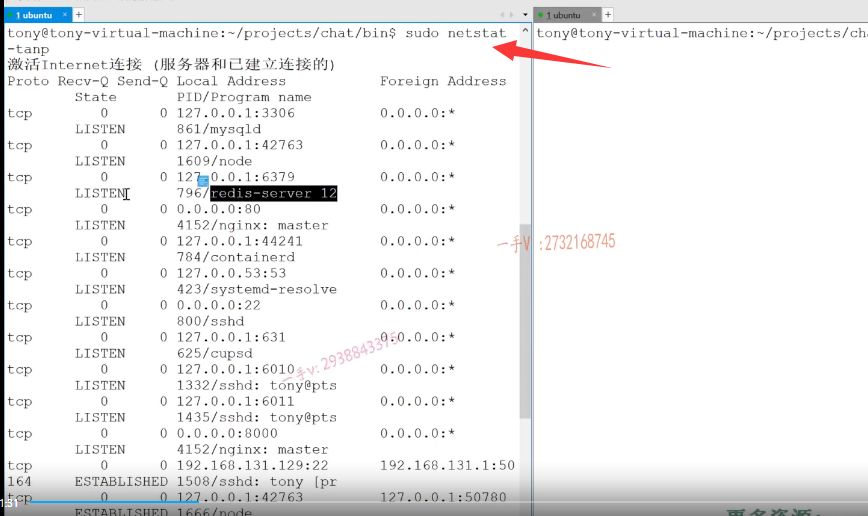 1 ubuntu × +
1 ubuntu × +
tony@tony-virtual-machine:~/projects/chat/bin$ sudo netstat
-tanp
激活Internet连接 (服务器和已建立连接的)
Proto Recv-Q Send-Q Local Address Foreign Address
State PID/Program name
tcp 0 0 127.0.0.1:3306 0.0.0.0:*
LISTEN 861/mysqld
tcp 0 0 127.0.0.1:42763 0.0.0.0:*
LISTEN 1609/node
tcp 0 0 127.0.0.1:6379 0.0.0.0:*
LISTEN 796/redis-server 12
tcp 0 0 0.0.0.0:80 0.0.0.0:*
LISTEN 4152/nginx: master
tcp 0 0 127.0.0.1:44241 0.0.0.0:*
LISTEN 784/containerd
tcp 0 0 127.0.0.53:53 0.0.0.0:*
LISTEN 423/systemd-resolve
tcp 0 0 0.0.0.0:22 0.0.0.0:*
LISTEN 800/sshd
tcp 0 0 127.0.0.1:631 0.0.0.0:*
LISTEN 625/cupsd
tcp 0 0 127.0.0.1:6010 0.0.0.0:*
LISTEN 1332/sshd: tony@pts
tcp 0 0 127.0.0.1:6011 0.0.0.0:*
LISTEN 1435/sshd: tony@pts
tcp 0 0 0.0.0.0:8000 0.0.0.0:*
LISTEN 4152/nginx: master
tcp 0 0 192.168.131.129:22 192.168.131.1:50
164 ESTABLISHED 1508/sshd: tony [pr
tcp 0 0 127.0.0.1:42763 127.0.0.1:50780
ESTABLISHED 1666/node
tony@tony-virtual-machine:~/projects/cha
一手V :2732168745
一手v: 2938843375
1:31
更多资源: